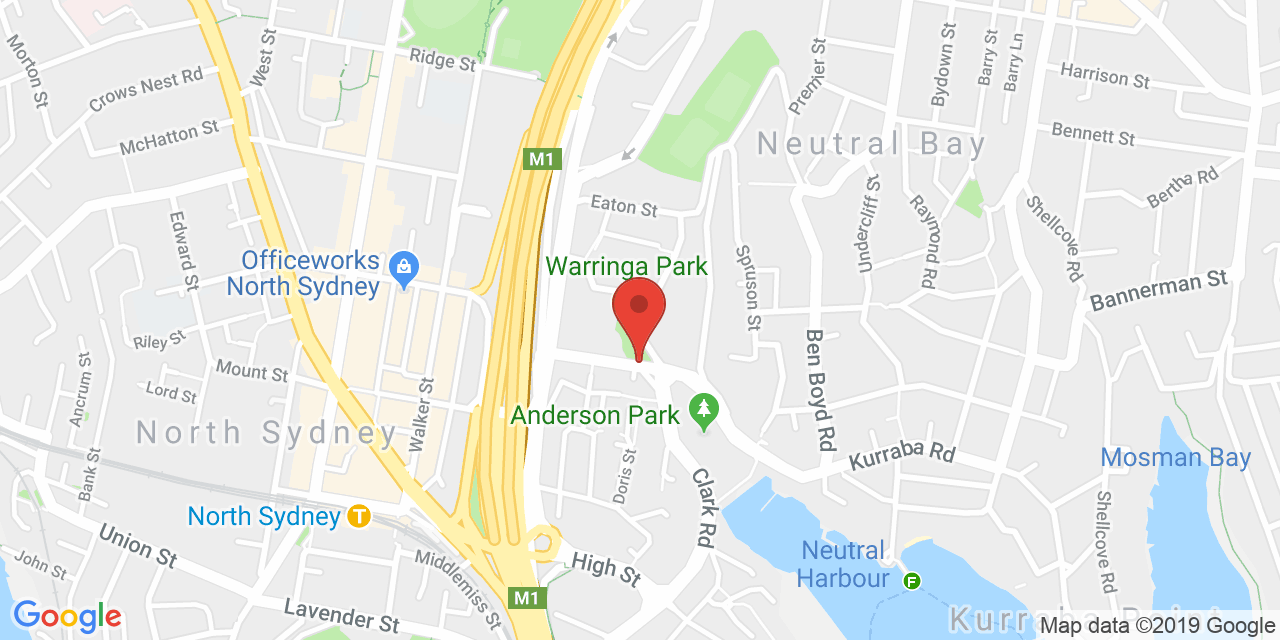 Morton St
West St
Ridge St
Crows Nest Rd
McHatton St
M1
Premier St
Bydown St
Barry St
Barry Ln
Harrison St
Bennett St
Neutral Bay
Bertha Rd
Eaton St
Undercliff St
Raymond Rd
Shellcove Rd
Edward St
Officeworks
North Sydney
Warringa Park
Spruson St
Bannerman St
Riley St
Mount St
Lord St
Ancrum St
Walker St
Ben Boyd Rd
North Sydney
Anderson Park
Kurraba Rd
Mosman Bay
Bank St
Doris St
Clark Rd
Shellcove Rd
North Sydney T
Union St
John St
Middlemiss St
High St
Neutral
Harbour F
M1
Lavender St
Google
Kurraba Point
Map data ©2019 Google